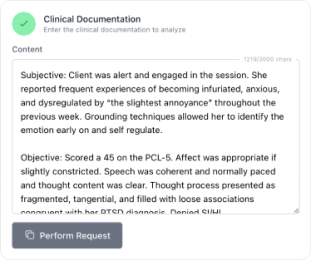 Clinical Documentation
Enter the clinical documentation to analyze
Content
1219/3000 chars
Subjective: Client was alert and engaged in the session. She
reported frequent experiences of becoming infuriated, anxious,
and dysregulated by "the slightest annoyance" throughout the
previous week. Grounding techniques allowed her to identify the
emotion early on and self regulate.
Objective: Scored a 45 on the PCL-5. Affect was appropriate if
slightly constricted. Speech was coherent and normally paced
and thought content was clear. Thought process presented as
fragmented, tangential, and filled with loose associations
congruent with her PTSD diagnosis. Denied SI/HI.
Perform Request